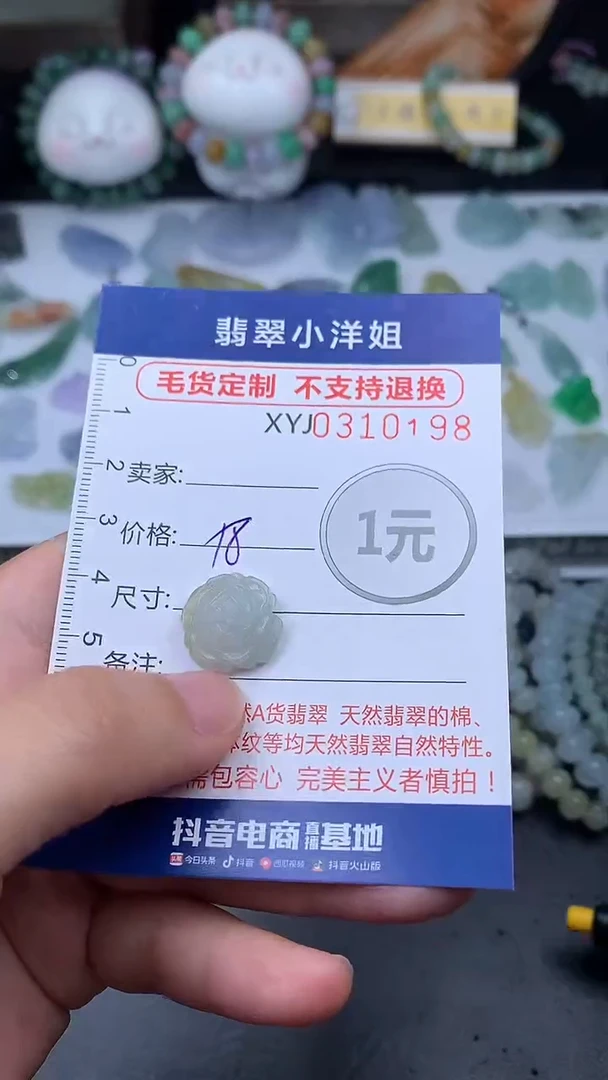 翡翠小洋姐
毛货定制 不支持退换
XYJ0310198
0
1
2
3
4
5
卖家:
价格: 18
1元
尺寸:
备注:
然A货翡翠 天然翡翠的棉、
纹等均天然翡翠自然特性。
需包容心 完美主义者慎拍！
抖音电商直播基地
头条 今日头条 抖音 西瓜视频 抖音火山版